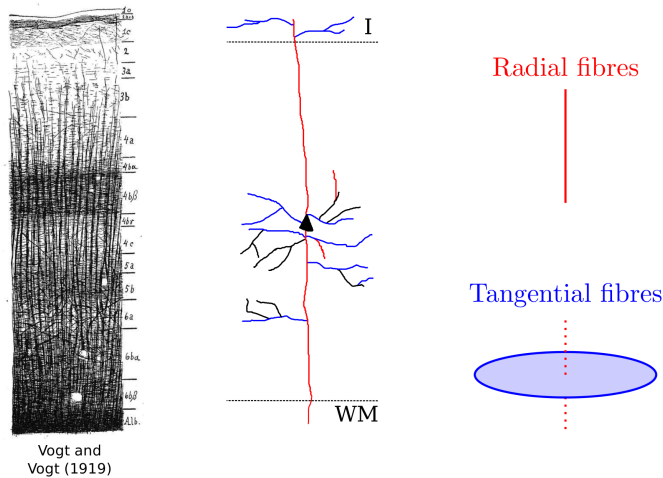 1o
1c
2
3a
3b
4a
4bα
4bβ
4bγ
4c
5a
5b
6a
6bα
6bβ
Alb.
Vogt and
Vogt (1919)
I
WM
Radial fibres
Tangential fibres